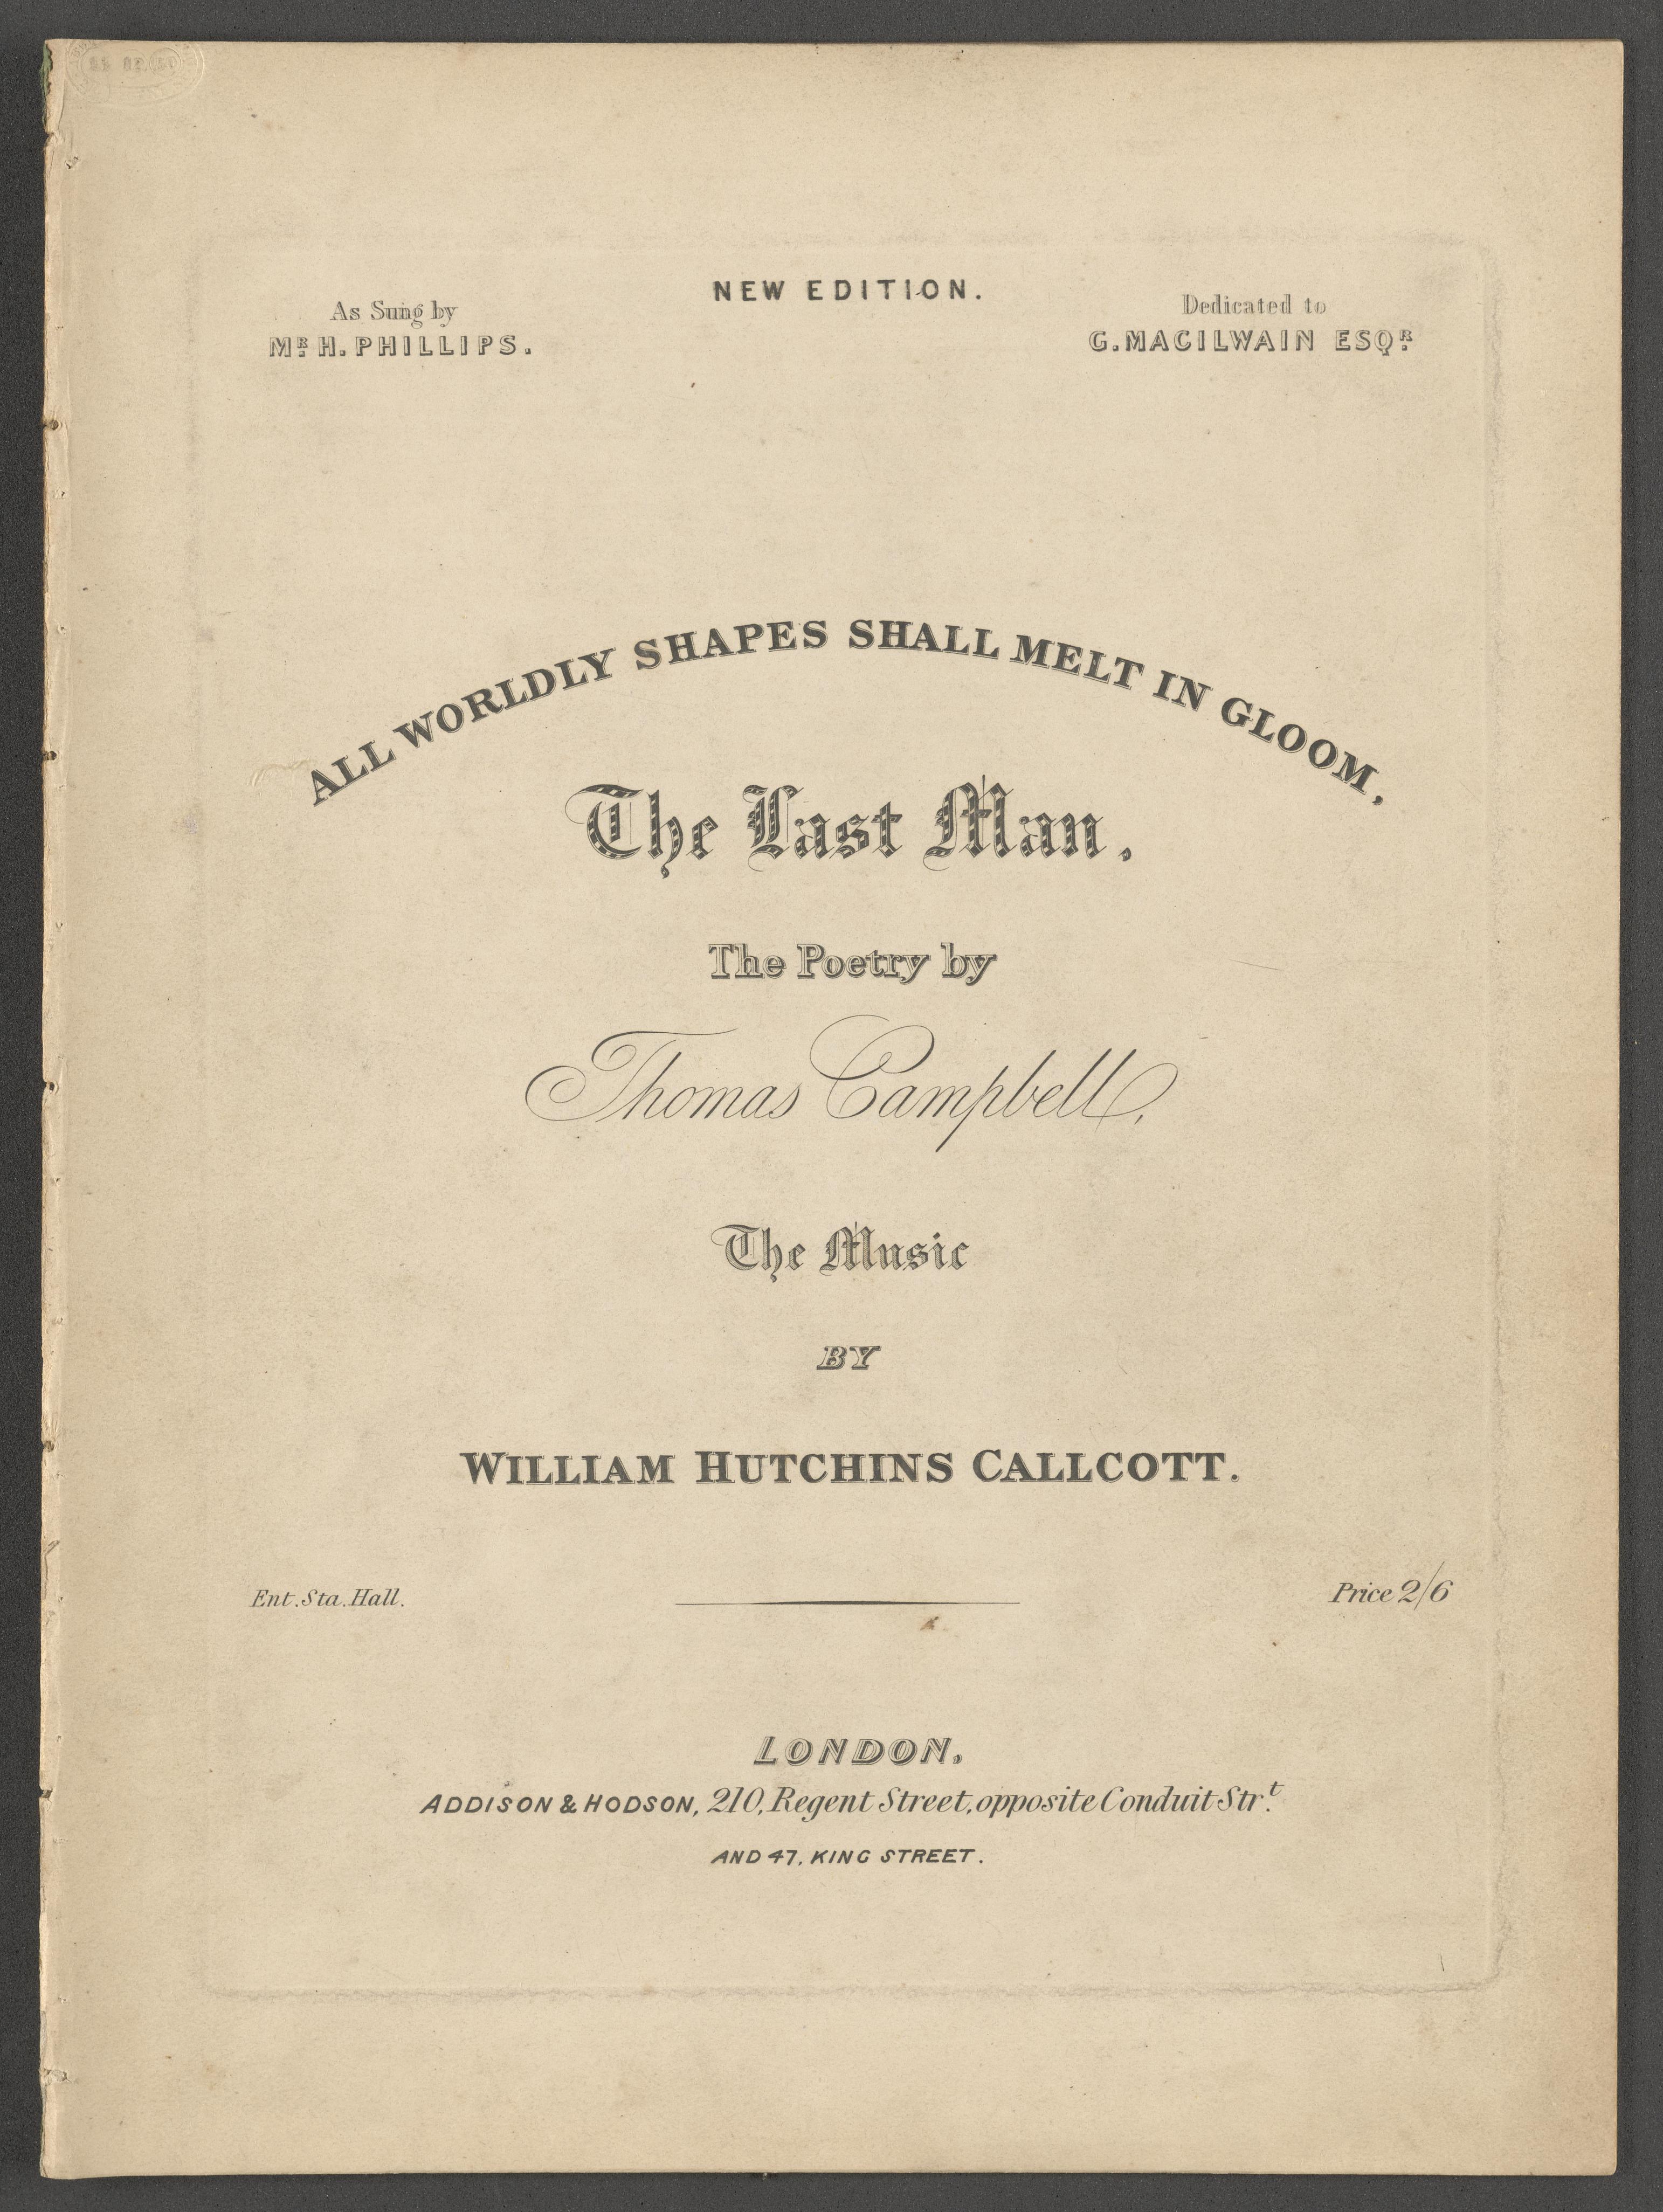 NEW EDITION.
As Sung by
MR. H. PHILLIPS.
Dedicated to
G. MACILWAIN ESQR.
ALL WORLDLY SHAPES SHALL MELT IN GLOOM,
The Last Man.
The Poetry by
Thomas Campbell,
The Music
BY
WILLIAM HUTCHINS CALLCOTT.
Ent. Sta. Hall.
Price 2/6
LONDON,
ADDISON & HODSON, 210, Regent Street, opposite Conduit Str.t
AND 47, KING STREET.